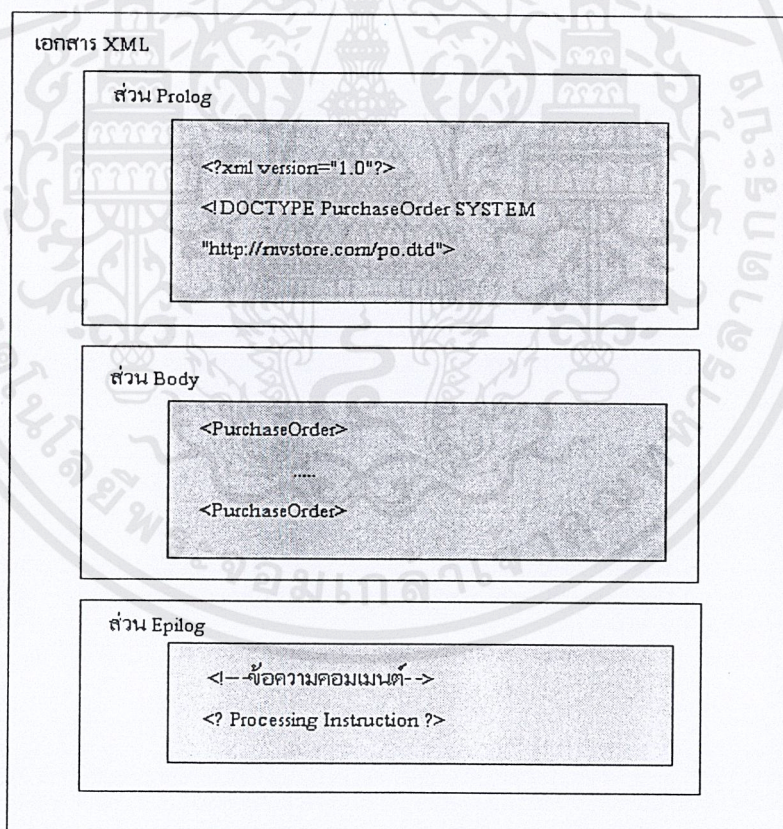 เอกสาร XML
ส่วน Prolog
<?xml version="1.0"?>
<!DOCTYPE PurchaseOrder SYSTEM
"http://mvstore.com/po.dtd">
ส่วน Body
<PurchaseOrder>
.....
<PurchaseOrder>
ส่วน Epilog
<!--ข้อความคอมเมนต์-->
<? Processing Instruction ?>